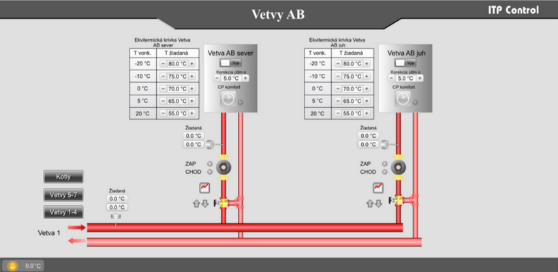 Vetvy AB
ITP Control
Ekvitermická krivka Vetva
AB sever
T vonk. T žiadaná
-20 °C - 80.0 °C +
-10 °C - 75.0 °C +
0 °C - 70.0 °C +
5 °C - 65.0 °C +
20 °C - 55.0 °C +
Vetva AB sever
Korekcia útlmu
- 5.0 °C +
CP komfort
Žiadaná
0.0 °C
0.0 °C
ZAP
CHOD
Ekvitermická krivka Vetva
AB juh
T vonk. T žiadaná
-20 °C - 80.0 °C +
-10 °C - 75.0 °C +
0 °C - 70.0 °C +
5 °C - 65.0 °C +
20 °C - 55.0 °C +
Vetva AB juh
Korekcia útlmu
- 5.0 °C +
CP komfort
Žiadaná
0.0 °C
0.0 °C
ZAP
CHOD
Kotly
Vetvy 5-7
Vetvy 1-4
Žiadaná
0.0 °C
0.0 °C
Vetva 1
0.0°C